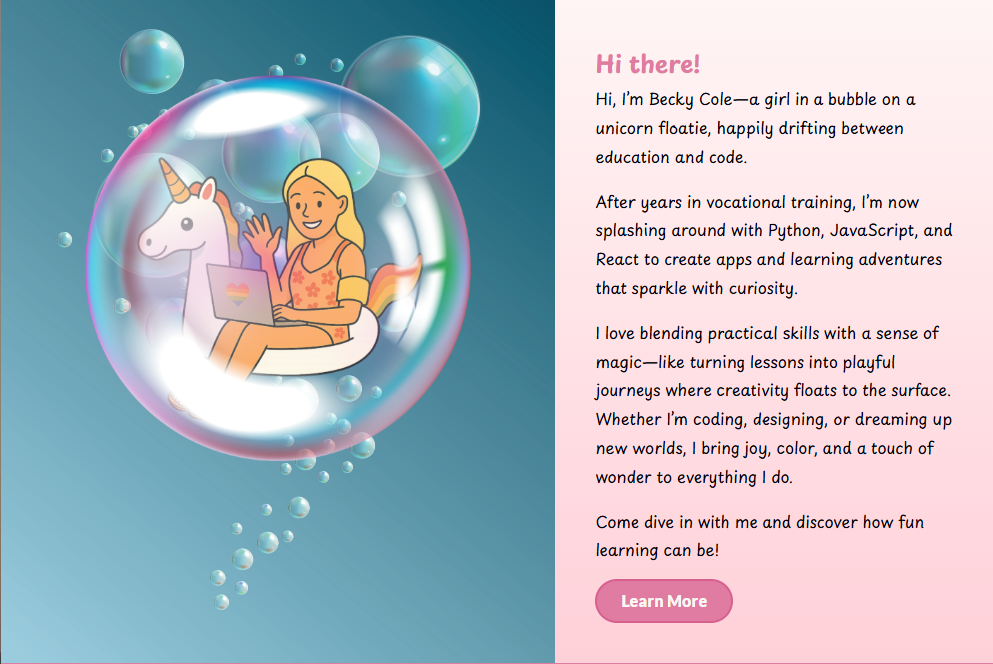 Hi there!
Hi, I'm Becky Cole—a girl in a bubble on a
unicorn floatie, happily drifting between
education and code.
After years in vocational training, I'm now
splashing around with Python, JavaScript, and
React to create apps and learning adventures
that sparkle with curiosity.
I love blending practical skills with a sense of
magic—like turning lessons into playful
journeys where creativity floats to the surface.
Whether I'm coding, designing, or dreaming up
new worlds, I bring joy, color, and a touch of
wonder to everything I do.
Come dive in with me and discover how fun
learning can be!
Learn More